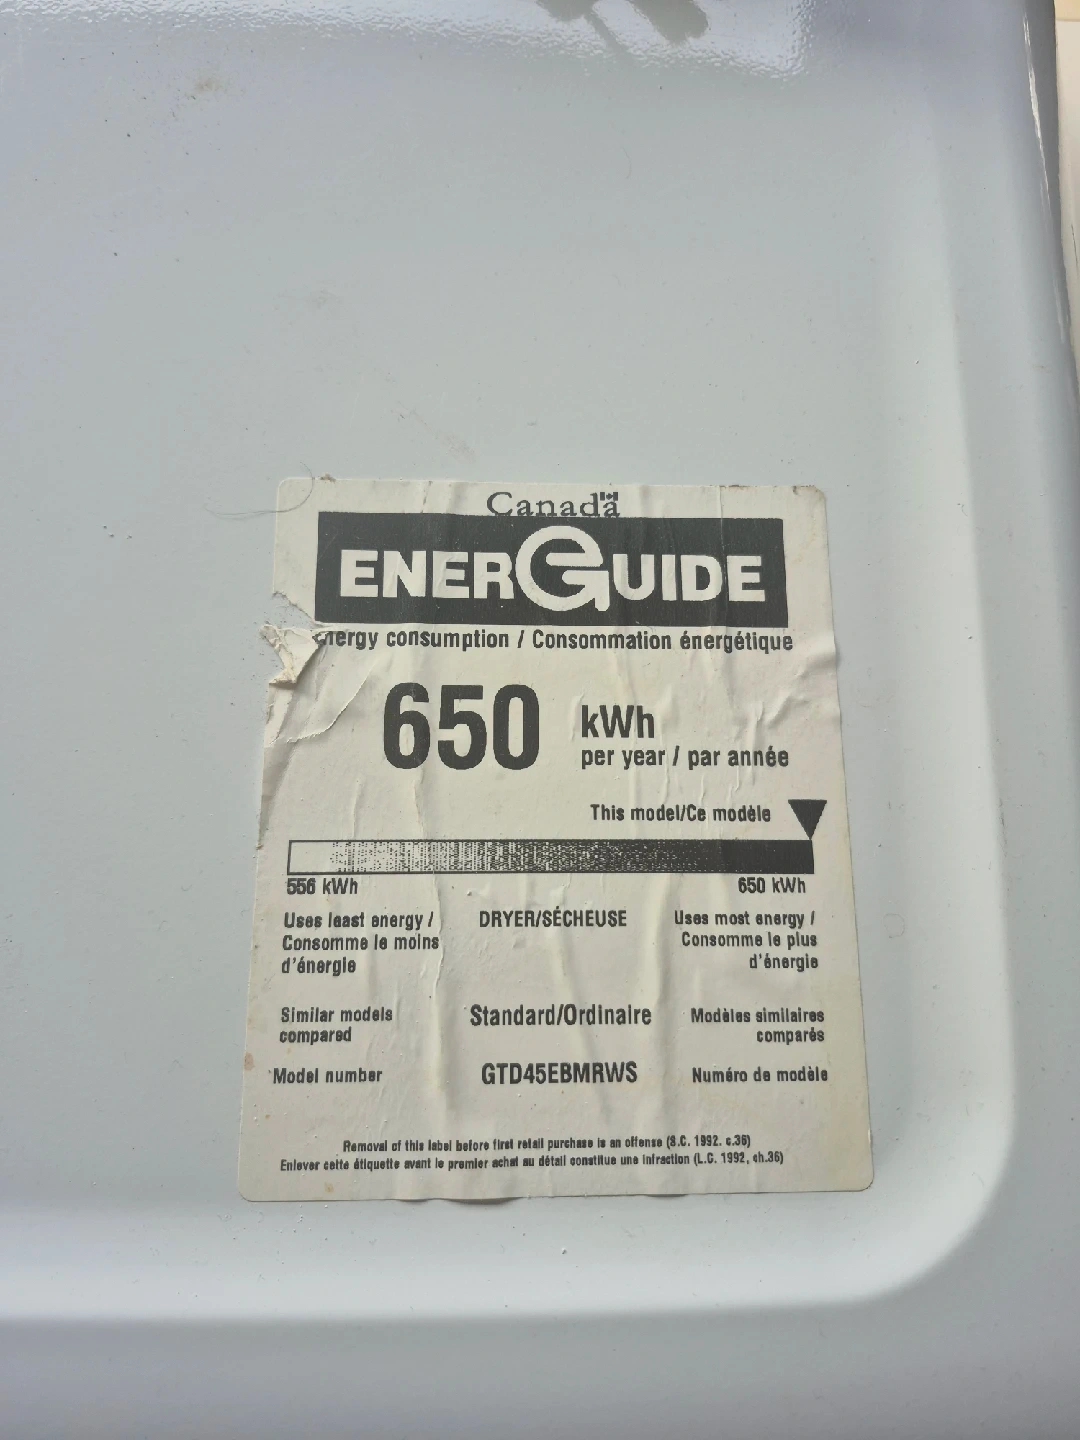 Canada
ENERGUIDE
Energy consumption / Consommation énergétique
650 kWh
per year / par année
This model/Ce modèle
556 kWh 650 kWh
Uses least energy / DRYER/SÉCHEUSE Uses most energy /
Consomme le moins Consomme le plus
d'énergie d'énergie
Similar models Standard/Ordinaire Modèles similaires
compared comparés
Model number GTD45EBMRWS Numéro de modèle
Removal of this label before first retail purchase is an offense (S.C. 1992. c.36)
Enlever cette étiquette avant le premier achat au détail constitue une infraction (L.C. 1992, ch.36)